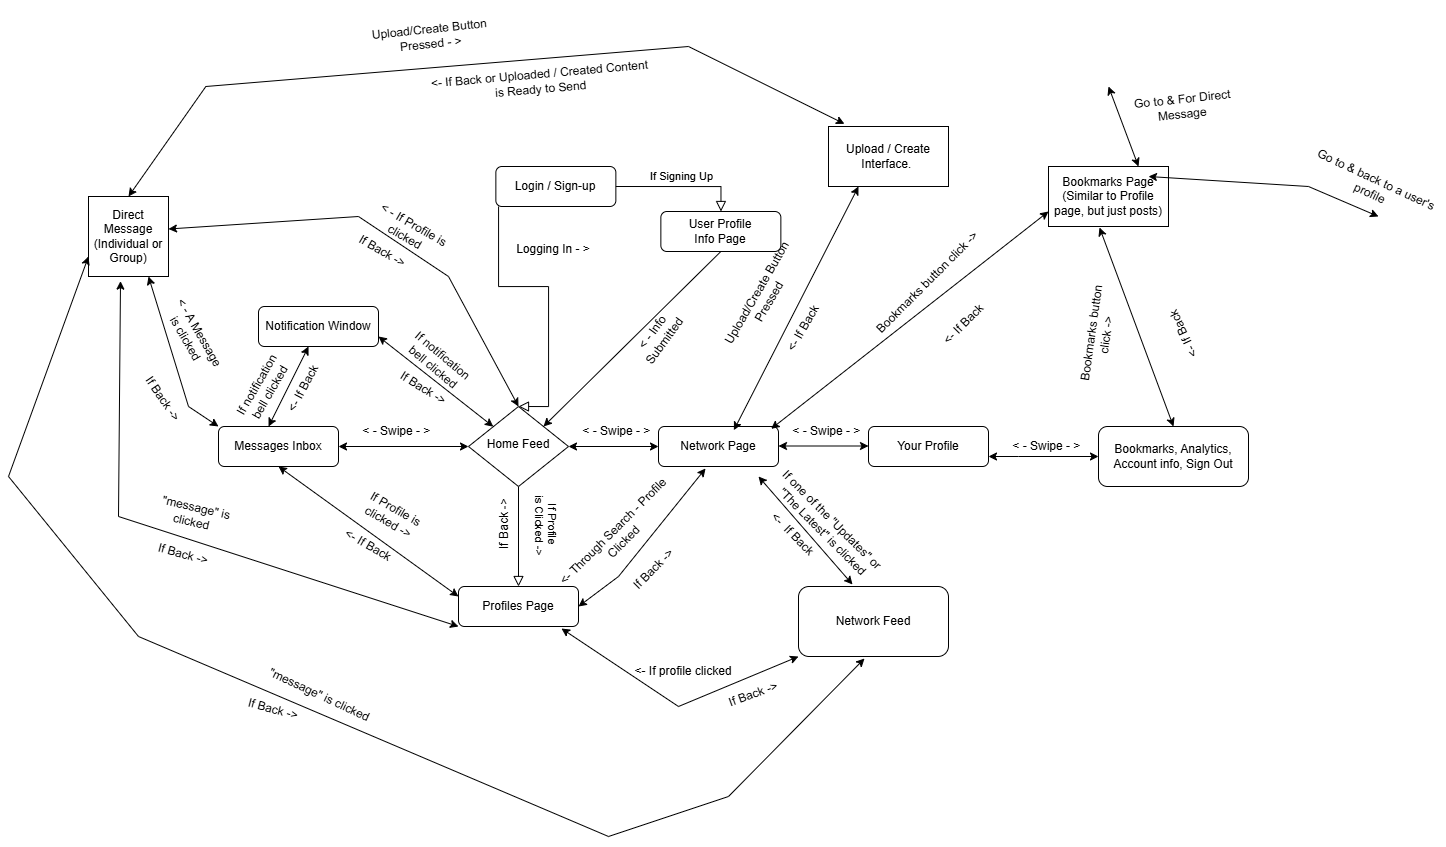 Upload/Create Button
Pressed - >
<- If Back or Uploaded / Created Content
is Ready to Send
Go to & For Direct
Message
Upload / Create
Interface.
Go to & back to a user's
profile
Login / Sign-up
If Signing Up
Bookmarks Page
(Similar to Profile
page, but just posts)
Direct
Message
(Individual or
Group)
< - If Profile is
clicked
If Back ->
User Profile
Info Page
Logging In - >
Upload/Create Button
Pressed
<- If Back
Bookmarks button click ->
<- If Back
Bookmarks button
click ->
If Back ->
< - A Message
is clicked
If Back ->
Notification Window
If notification
bell clicked
If Back ->
If notification
bell clicked
<- If Back
< - Info
Submitted
Messages Inbox
< - Swipe - >
Home Feed
< - Swipe - >
Network Page
< - Swipe - >
Your Profile
< - Swipe - >
Bookmarks, Analytics,
Account info, Sign Out
"message" is
clicked
If Back ->
If Profile is
clicked ->
<- If Back
If Back ->
If Profile
is Clicked ->
<- Through Search - Profile
Clicked
If Back ->
If one of the "Updates" or
"The Latest" is clicked
<- If Back
Profiles Page
Network Feed
<- If profile clicked
If Back ->
"message" is clicked
If Back ->